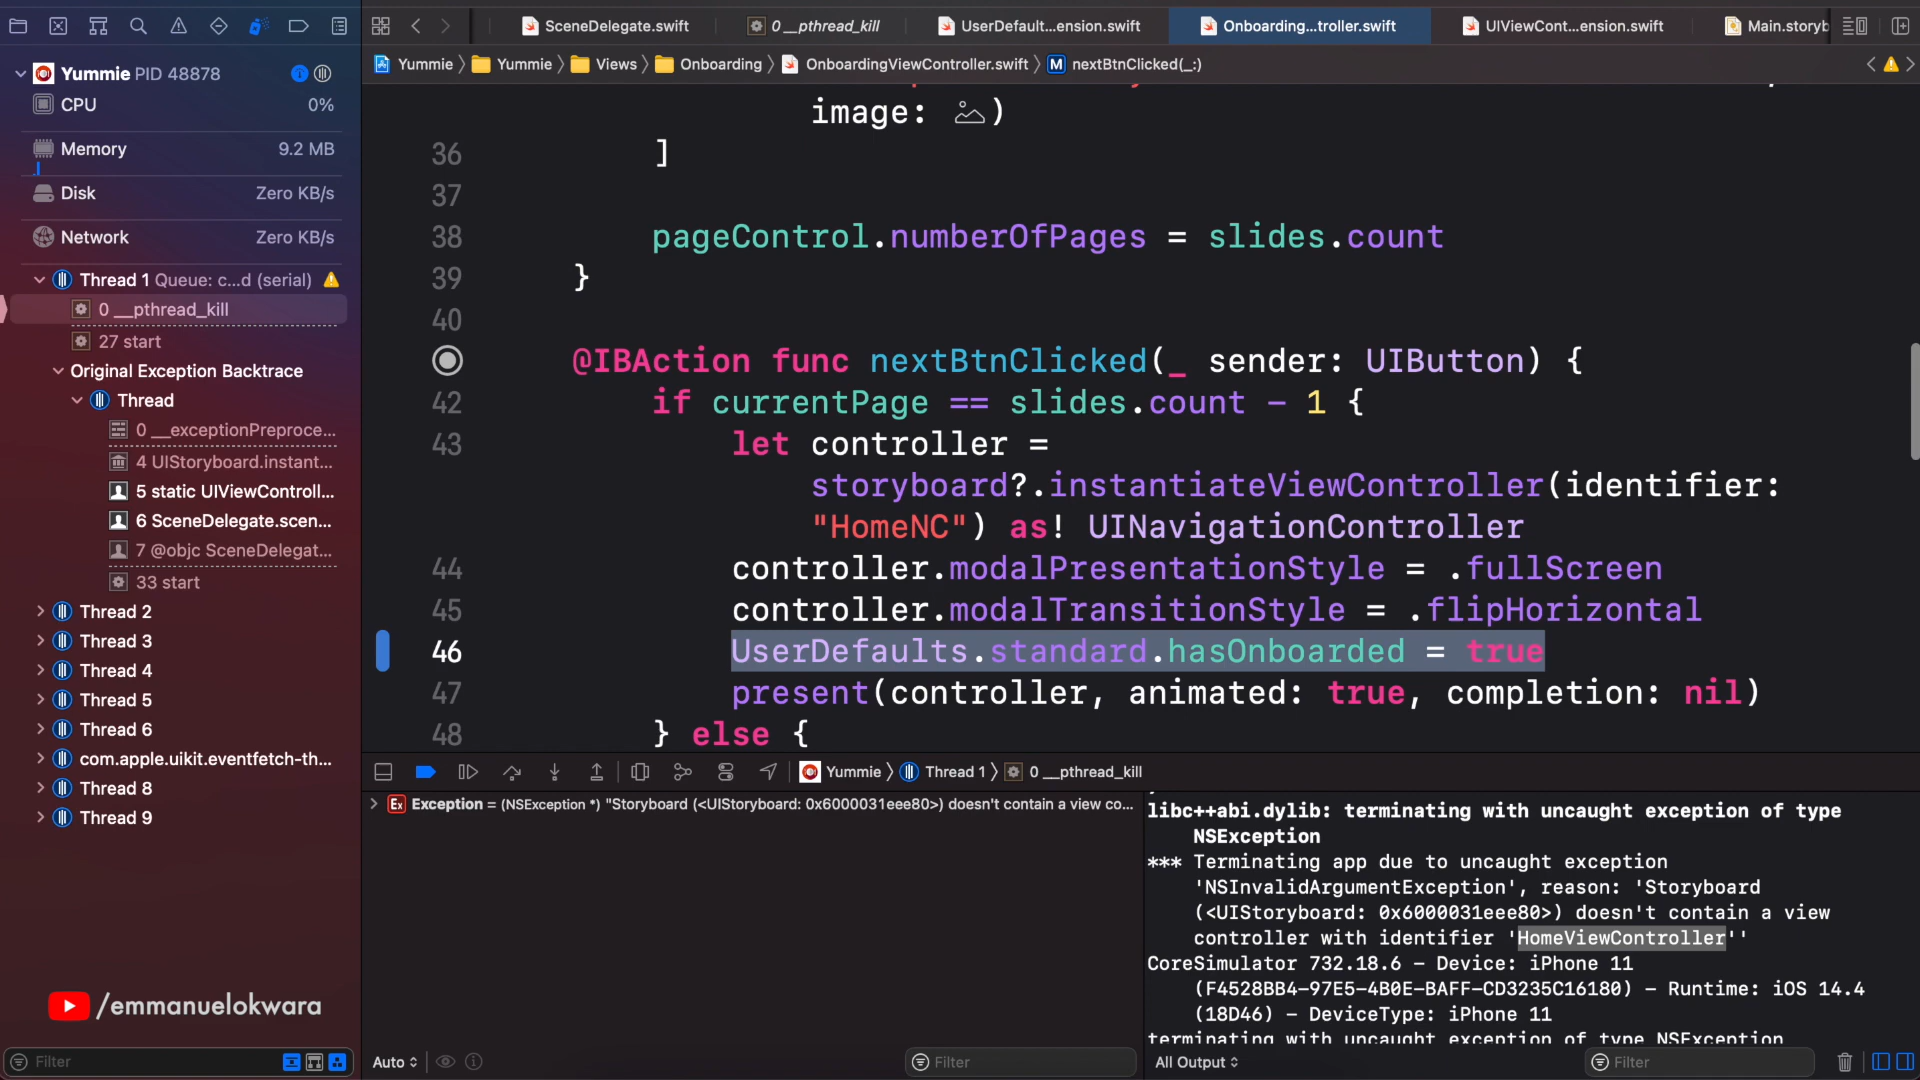 SceneDelegate.swift
0 __pthread_kill
UserDefault...ension.swift
Onboarding...troller.swift
UIViewCont...ension.swift
Main.storyb
Yummie PID 48878
Yummie 〉 Yummie 〉 Views 〉 Onboarding 〉 OnboardingViewController.swift 〉 M nextBtnClicked(_:)
CPU 0%
Memory 9.2 MB
Disk Zero KB/s
Network Zero KB/s
Thread 1 Queue: c...d (serial)
0 __pthread_kill
27 start
Original Exception Backtrace
Thread
0 __exceptionPreproce...
4 UIStoryboard.instant...
5 static UIViewControll...
6 SceneDelegate.scen...
7 @objc SceneDelegat...
33 start
Thread 2
Thread 3
Thread 4
Thread 5
Thread 6
com.apple.uikit.eventfetch-th...
Thread 8
Thread 9
/emmanuelokwara
Filter
image: )
36 ]
37
38 pageControl.numberOfPages = slides.count
39 }
40
@IBAction func nextBtnClicked(_ sender: UIButton) {
42 if currentPage == slides.count - 1 {
43 let controller =
storyboard?.instantiateViewController(identifier:
"HomeNC") as! UINavigationController
44 controller.modalPresentationStyle = .fullScreen
45 controller.modalTransitionStyle = .flipHorizontal
46 UserDefaults.standard.hasOnboarded = true
47 present(controller, animated: true, completion: nil)
48 } else {
Yummie 〉 Thread 1 〉 0 __pthread_kill
Ex Exception = (NSException *) "Storyboard (<UIStoryboard: 0x6000031eee80>) doesn't contain a view co...
Auto
Filter
libc++abi.dylib: terminating with uncaught exception of type
NSException
*** Terminating app due to uncaught exception
'NSInvalidArgumentException', reason: 'Storyboard
(<UIStoryboard: 0x6000031eee80>) doesn't contain a view
controller with identifier 'HomeViewController''
CoreSimulator 732.18.6 - Device: iPhone 11
(F4528BB4-97E5-4B0E-BAFF-CD3235C16180) - Runtime: iOS 14.4
(18D46) - DeviceType: iPhone 11
terminating with uncaught exception of type NSException
All Output
Filter